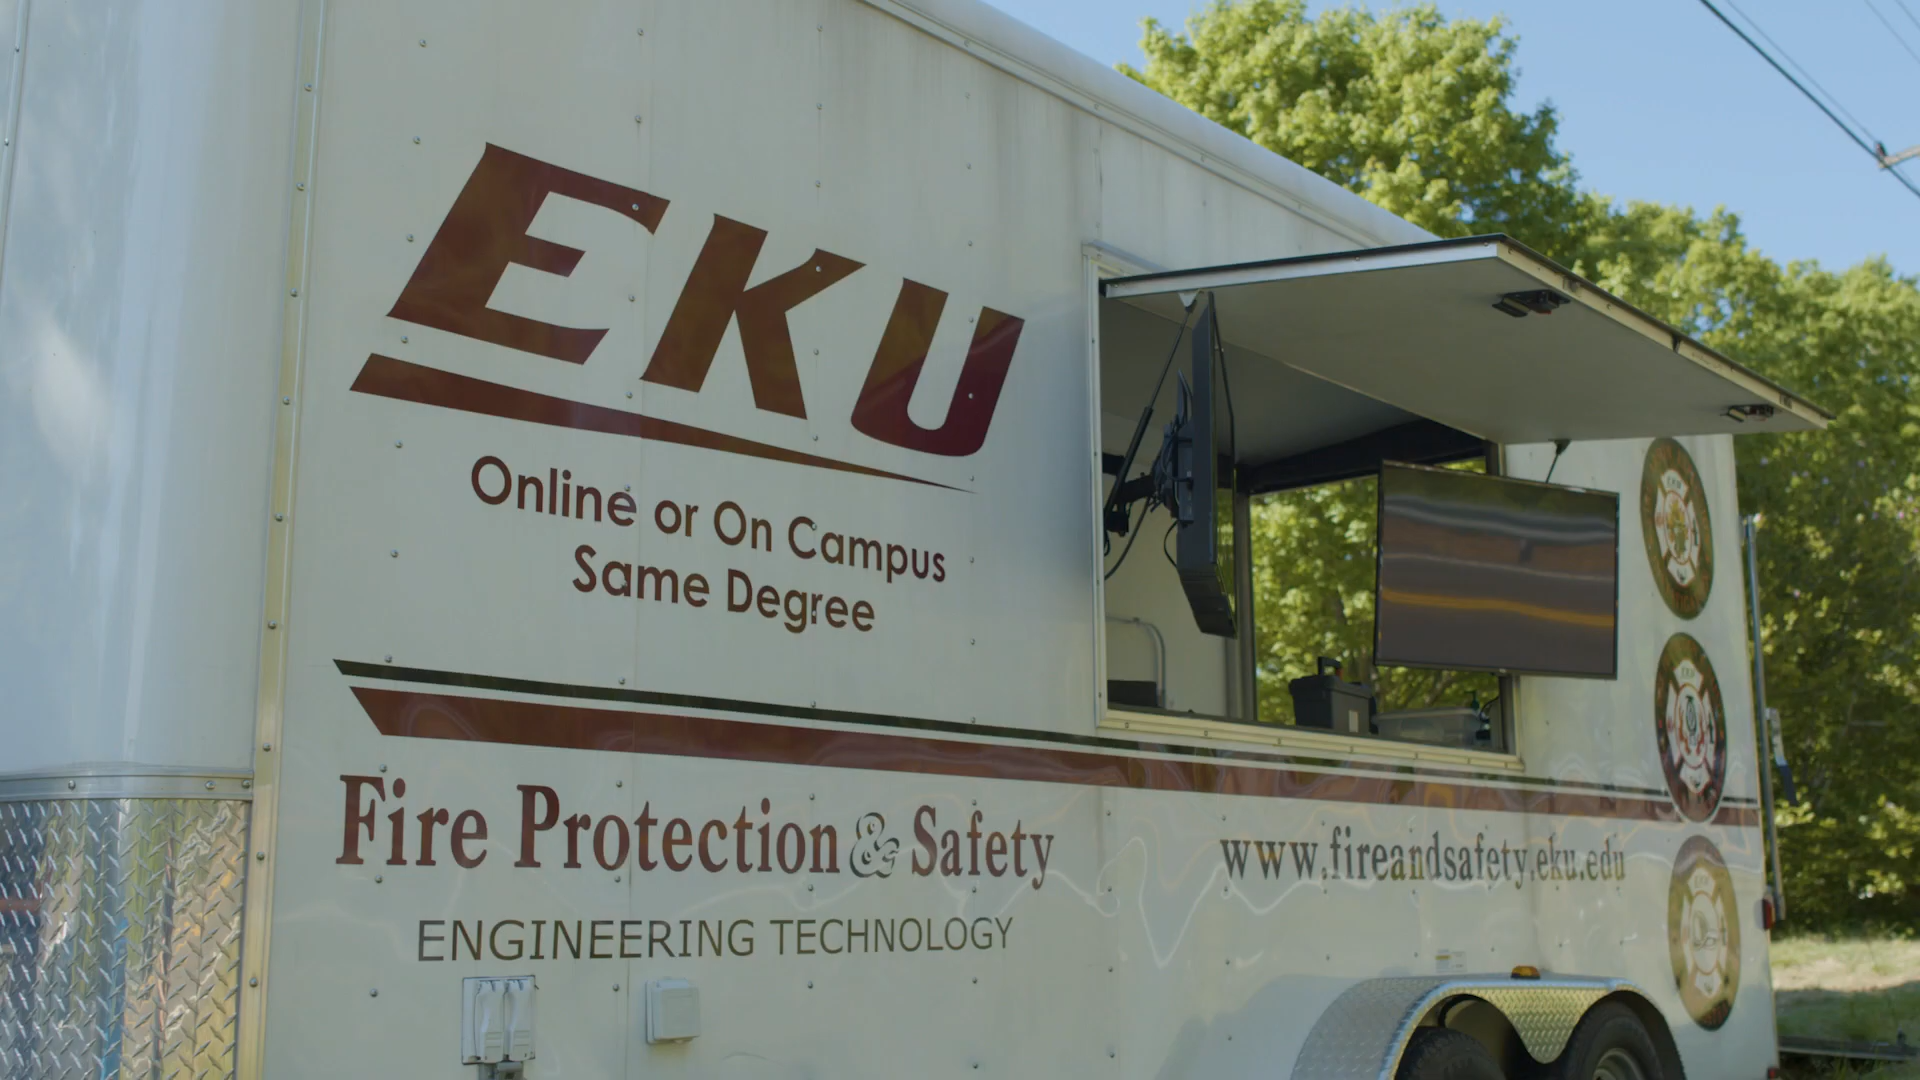 EKU
Online or On Campus
Same Degree
Fire Protection & Safety
www.fireandsafety.eku.edu
ENGINEERING TECHNOLOGY